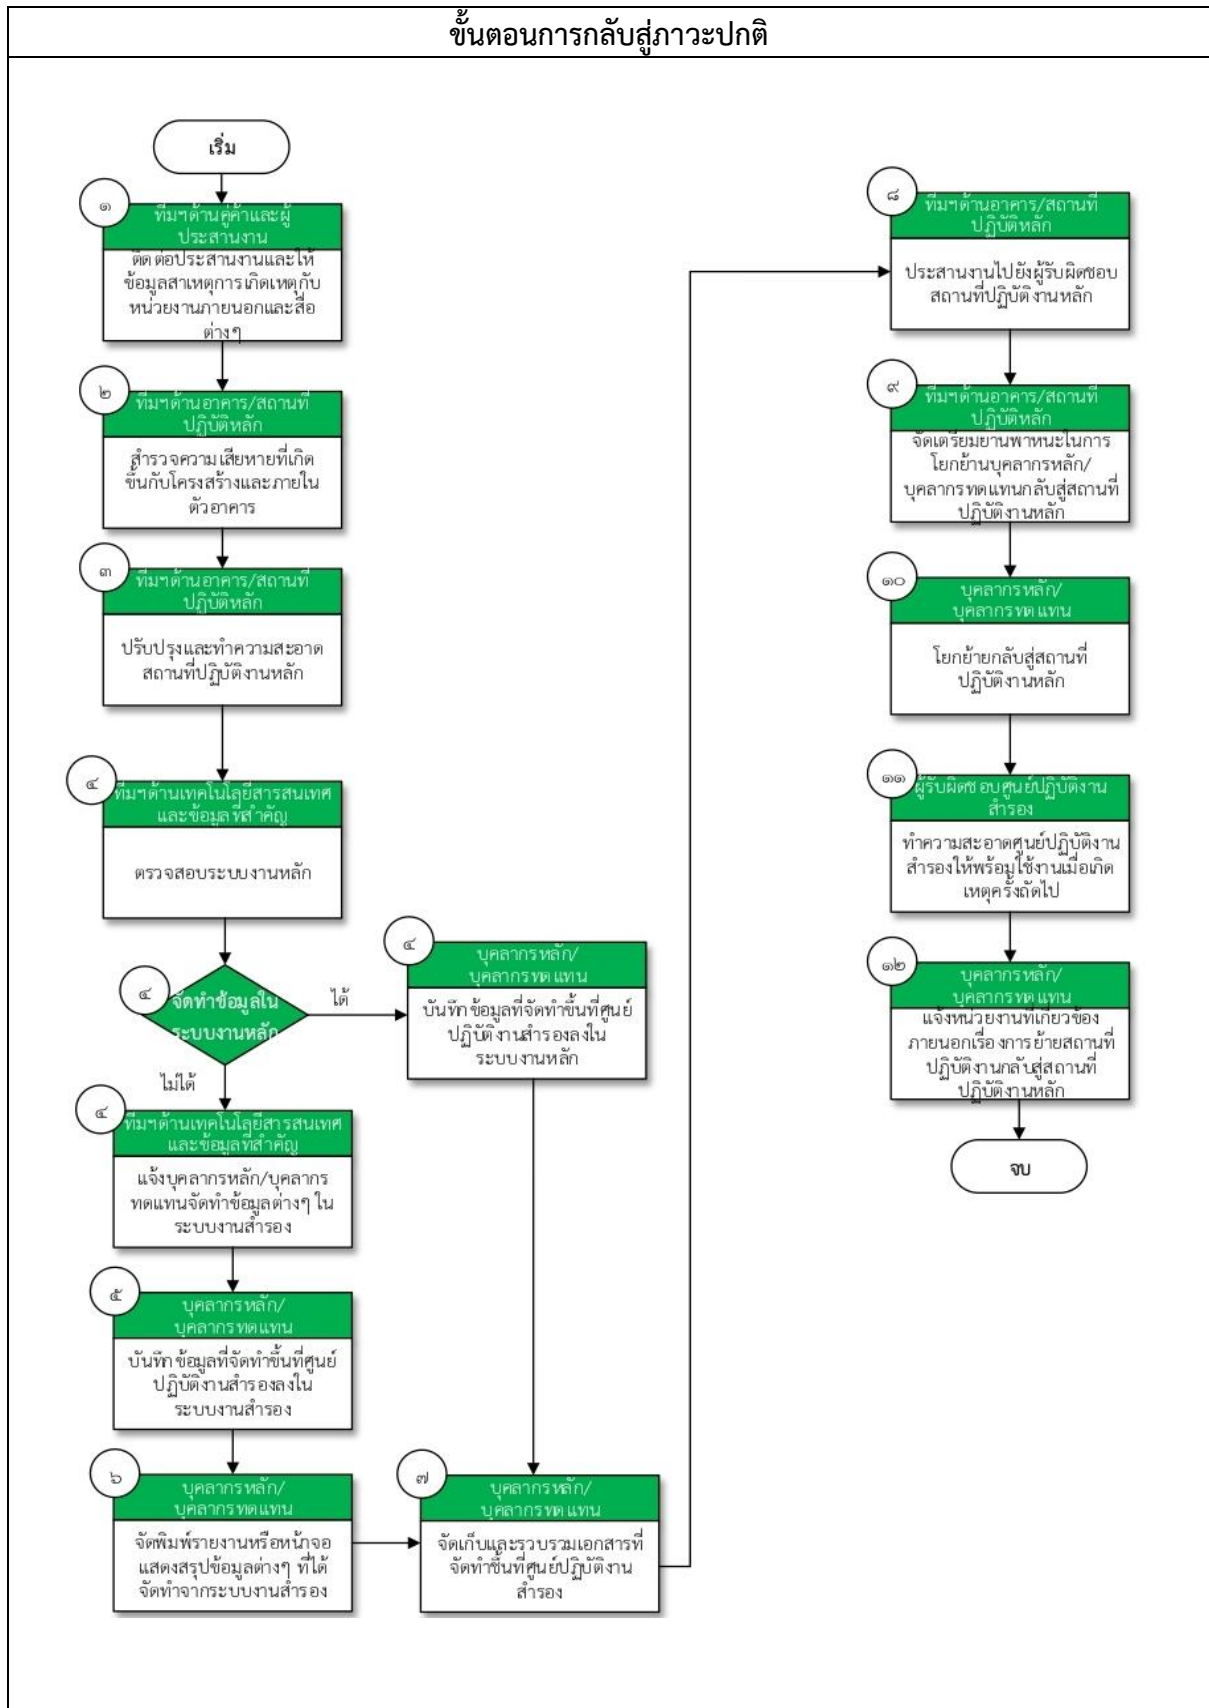 ขั้นตอนการกลับสู่ภาวะปกติ
เริ่ม
๑
ทีมฯด้านคู่ค้าและผู้
ประสานงาน
ติดต่อประสานงานและให้
ข้อมูลสาเหตุการเกิดเหตุกับ
หน่วยงานภายนอกและสื่อ
ต่างๆ
๒
ทีมฯด้านอาคาร/สถานที่
ปฏิบัติหลัก
สำรวจความเสียหายที่เกิด
ขึ้นกับโครงสร้างและภายใน
ตัวอาคาร
๓
ทีมฯด้านอาคาร/สถานที่
ปฏิบัติหลัก
ปรับปรุงและทำความสะอาด
สถานที่ปฏิบัติงานหลัก
๔
ทีมฯด้านเทคโนโลยีสารสนเทศ
และข้อมูลที่สำคัญ
ตรวจสอบระบบงานหลัก
๔
จัดทำข้อมูลใน
ระบบงานหลัก
ได้
ไม่ได้
๔
บุคลากรหลัก/
บุคลากรทดแทน
บันทึกข้อมูลที่จัดทำขึ้นที่ศูนย์
ปฏิบัติงานสำรองลงใน
ระบบงานหลัก
๔
ทีมฯด้านเทคโนโลยีสารสนเทศ
และข้อมูลที่สำคัญ
แจ้งบุคลากรหลัก/บุคลากร
ทดแทนจัดทำข้อมูลต่างๆ ใน
ระบบงานสำรอง
๕
บุคลากรหลัก/
บุคลากรทดแทน
บันทึกข้อมูลที่จัดทำขึ้นที่ศูนย์
ปฏิบัติงานสำรองลงใน
ระบบงานสำรอง
๖
บุคลากรหลัก/
บุคลากรทดแทน
จัดพิมพ์รายงานหรือหน้าจอ
แสดงสรุปข้อมูลต่างๆ ที่ได้
จัดทำจากระบบงานสำรอง
๗
บุคลากรหลัก/
บุคลากรทดแทน
จัดเก็บและรวบรวมเอกสารที่
จัดทำขึ้นที่ศูนย์ปฏิบัติงาน
สำรอง
๘
ทีมฯด้านอาคาร/สถานที่
ปฏิบัติหลัก
ประสานงานไปยังผู้รับผิดชอบ
สถานที่ปฏิบัติงานหลัก
๙
ทีมฯด้านอาคาร/สถานที่
ปฏิบัติหลัก
จัดเตรียมยานพาหนะในการ
โยกย้านบุคลากรหลัก/
บุคลากรทดแทนกลับสู่สถานที่
ปฏิบัติงานหลัก
๑๐
บุคลากรหลัก/
บุคลากรทดแทน
โยกย้ายกลับสู่สถานที่
ปฏิบัติงานหลัก
๑๑
ผู้รับผิดชอบศูนย์ปฏิบัติงาน
สำรอง
ทำความสะอาดศูนย์ปฏิบัติงาน
สำรองให้พร้อมใช้งานเมื่อเกิด
เหตุครั้งถัดไป
๑๒
บุคลากรหลัก/
บุคลากรทดแทน
แจ้งหน่วยงานที่เกี่ยวข้อง
ภายนอกเรื่องการย้ายสถานที่
ปฏิบัติงานกลับสู่สถานที่
ปฏิบัติงานหลัก
จบ